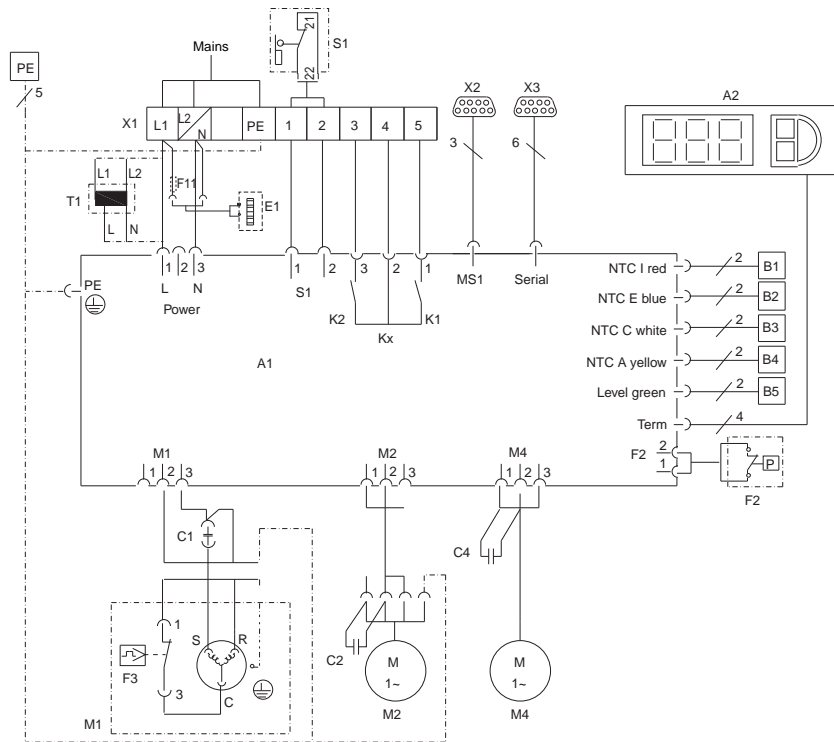 Mains
21
S1
22
PE
5
X1
L1
L2
N
PE
1
2
3
4
5
X2
X3
3
6
A2
L1
L2
T1
L
N
F11
E1
1
2
3
L
N
Power
PE
1
2
S1
3
2
1
K2
K1
Kx
MS1
Serial
A1
NTC I red
2
B1
NTC E blue
2
B2
NTC C white
2
B3
NTC A yellow
2
B4
Level green
2
B5
Term
4
F2
2
1
P
F2
M1
1
2
3
M2
1
2
3
M4
1
2
3
C1
C4
1
S
R
F3
3
C
M1
C2
M
1~
M2
M
1~
M4